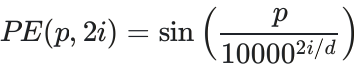 PE(p, 2i) = sin (p / 10000^{2i/d})